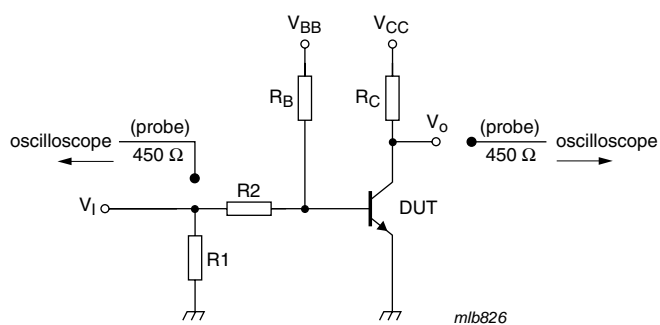 VBB
VCC
RB
RC
Vo
(probe)
450 Ω
oscilloscope
(probe)
450 Ω
oscilloscope
R2
VI
DUT
R1
mlb826